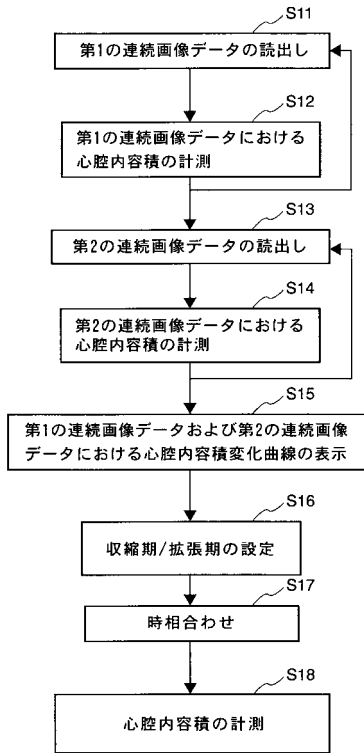 S11
第1の連続画像データの読出し
S12
第1の連続画像データにおける
心腔内容積の計測
S13
第2の連続画像データの読出し
S14
第2の連続画像データにおける
心腔内容積の計測
S15
第1の連続画像データおよび第2の連続画像
データにおける心腔内容積変化曲線の表示
S16
収縮期/拡張期の設定
S17
時相合わせ
S18
心腔内容積の計測